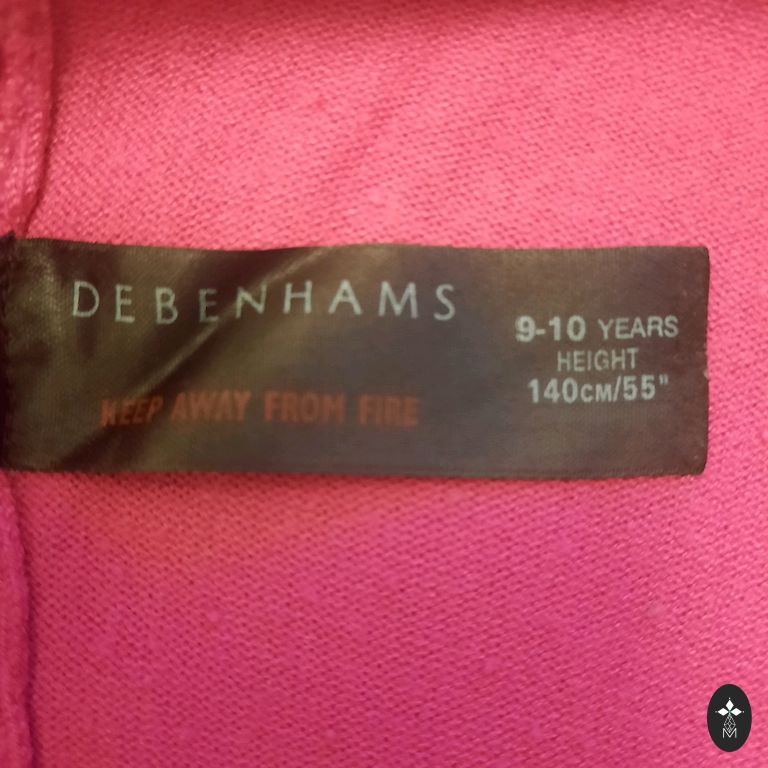 DEBENHAMS
KEEP AWAY FROM FIRE
9-10 YEARS
HEIGHT
140CM/55"
M